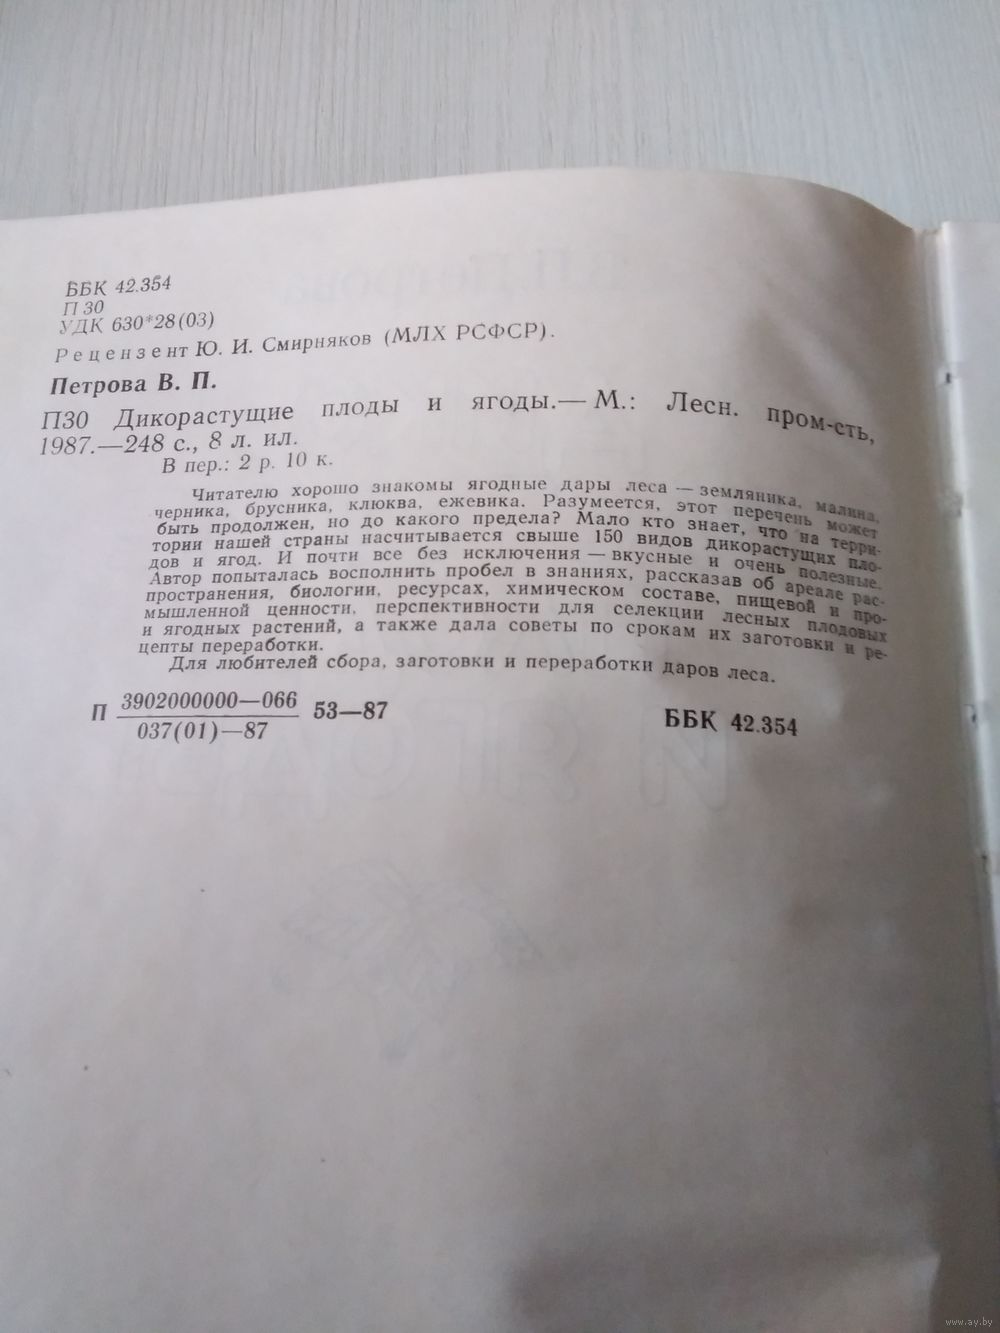 ББК 42.354
П 30
УДК 630*28(03)
Рецензент Ю. И. Смирняков (МЛХ РСФСР).
Петрова В. П.
П30 Дикорастущие плоды и ягоды.— М.: Лесн. пром-сть,
1987.—248 с., 8 л. ил.
В пер.: 2 р. 10 к.
Читателю хорошо знакомы ягодные дары леса — земляника, малина,
черника, брусника, клюква, ежевика. Разумеется, этот перечень может
быть продолжен, но до какого предела? Мало кто знает, что на терри-
тории нашей страны насчитывается свыше 150 видов дикорастущих пло-
дов и ягод. И почти все без исключения — вкусные и очень полезные.
Автор попыталась восполнить пробел в знаниях, рассказав об ареале рас-
пространения, биологии, ресурсах, химическом составе, пищевой и про-
мышленной ценности, перспективности для селекции лесных плодовых
и ягодных растений, а также дала советы по срокам их заготовки и ре-
цепты переработки.
Для любителей сбора, заготовки и переработки даров леса.
П 3902000000—066 53—87
037(01)—87
ББК 42.354
www.ay.by